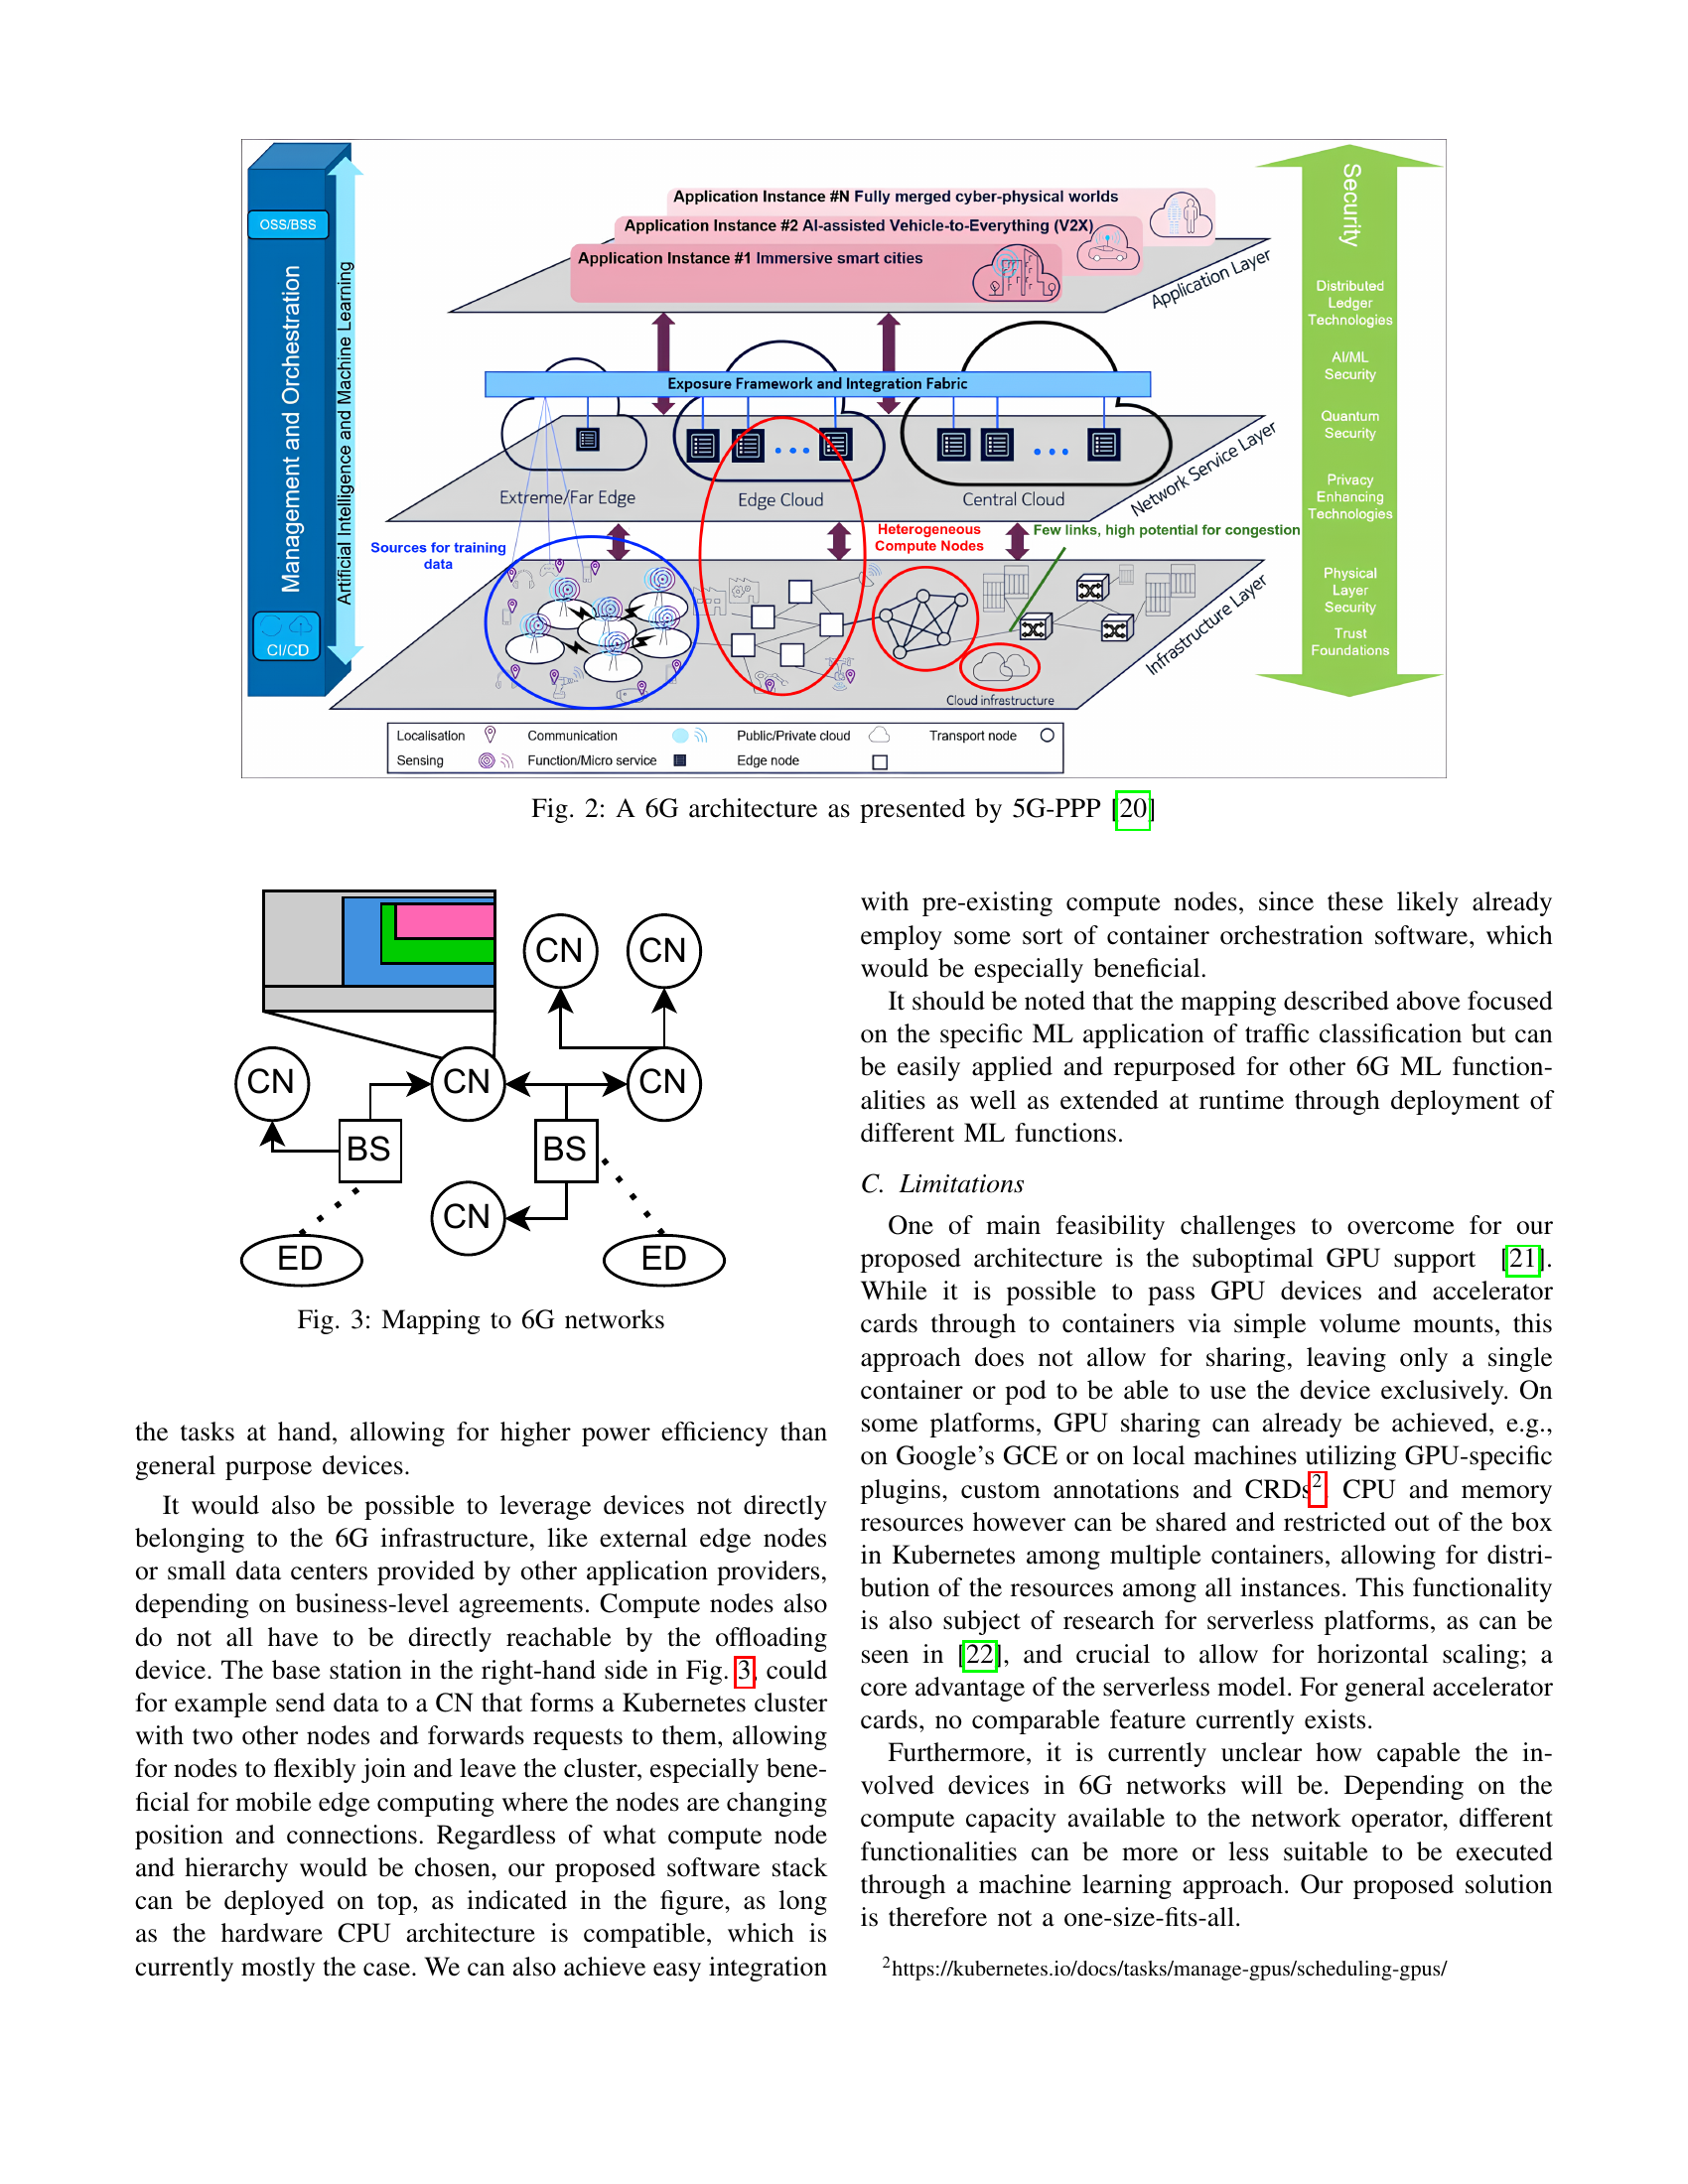 OSS/BSS
Management and Orchestration
Artificial Intelligence and Machine Learning
CI/CD
Application Instance #N Fully merged cyber-physical worlds
Application Instance #2 AI-assisted Vehicle-to-Everything (V2X)
Application Instance #1 Immersive smart cities
Application Layer
Exposure Framework and Integration Fabric
Extreme/Far Edge
Edge Cloud
Central Cloud
Network Service Layer
Sources for training
data
Heterogeneous
Compute Nodes
Few links, high potential for congestion
Cloud infrastructure
Infrastructure Layer
Security
Distributed
Ledger
Technologies
AI/ML
Security
Quantum
Security
Privacy
Enhancing
Technologies
Physical
Layer
Security
Trust
Foundations
Localisation
Communication
Public/Private cloud
Transport node
Sensing
Function/Micro service
Edge node
Fig. 2: A 6G architecture as presented by 5G-PPP [20]
CN
CN
CN
CN
CN
BS
BS
CN
ED
ED
Fig. 3: Mapping to 6G networks
the tasks at hand, allowing for higher power efficiency than
general purpose devices.
It would also be possible to leverage devices not directly
belonging to the 6G infrastructure, like external edge nodes
or small data centers provided by other application providers,
depending on business-level agreements. Compute nodes also
do not all have to be directly reachable by the offloading
device. The base station in the right-hand side in Fig. 3, could
for example send data to a CN that forms a Kubernetes cluster
with two other nodes and forwards requests to them, allowing
for nodes to flexibly join and leave the cluster, especially bene-
ficial for mobile edge computing where the nodes are changing
position and connections. Regardless of what compute node
and hierarchy would be chosen, our proposed software stack
can be deployed on top, as indicated in the figure, as long
as the hardware CPU architecture is compatible, which is
currently mostly the case. We can also achieve easy integration
with pre-existing compute nodes, since these likely already
employ some sort of container orchestration software, which
would be especially beneficial.
It should be noted that the mapping described above focused
on the specific ML application of traffic classification but can
be easily applied and repurposed for other 6G ML function-
alities as well as extended at runtime through deployment of
different ML functions.
C. Limitations
One of main feasibility challenges to overcome for our
proposed architecture is the suboptimal GPU support [21].
While it is possible to pass GPU devices and accelerator
cards through to containers via simple volume mounts, this
approach does not allow for sharing, leaving only a single
container or pod to be able to use the device exclusively. On
some platforms, GPU sharing can already be achieved, e.g.,
on Google's GCE or on local machines utilizing GPU-specific
plugins, custom annotations and CRDs2. CPU and memory
resources however can be shared and restricted out of the box
in Kubernetes among multiple containers, allowing for distri-
bution of the resources among all instances. This functionality
is also subject of research for serverless platforms, as can be
seen in [22], and crucial to allow for horizontal scaling; a
core advantage of the serverless model. For general accelerator
cards, no comparable feature currently exists.
Furthermore, it is currently unclear how capable the in-
volved devices in 6G networks will be. Depending on the
compute capacity available to the network operator, different
functionalities can be more or less suitable to be executed
through a machine learning approach. Our proposed solution
is therefore not a one-size-fits-all.
2https://kubernetes.io/docs/tasks/manage-gpus/scheduling-gpus/